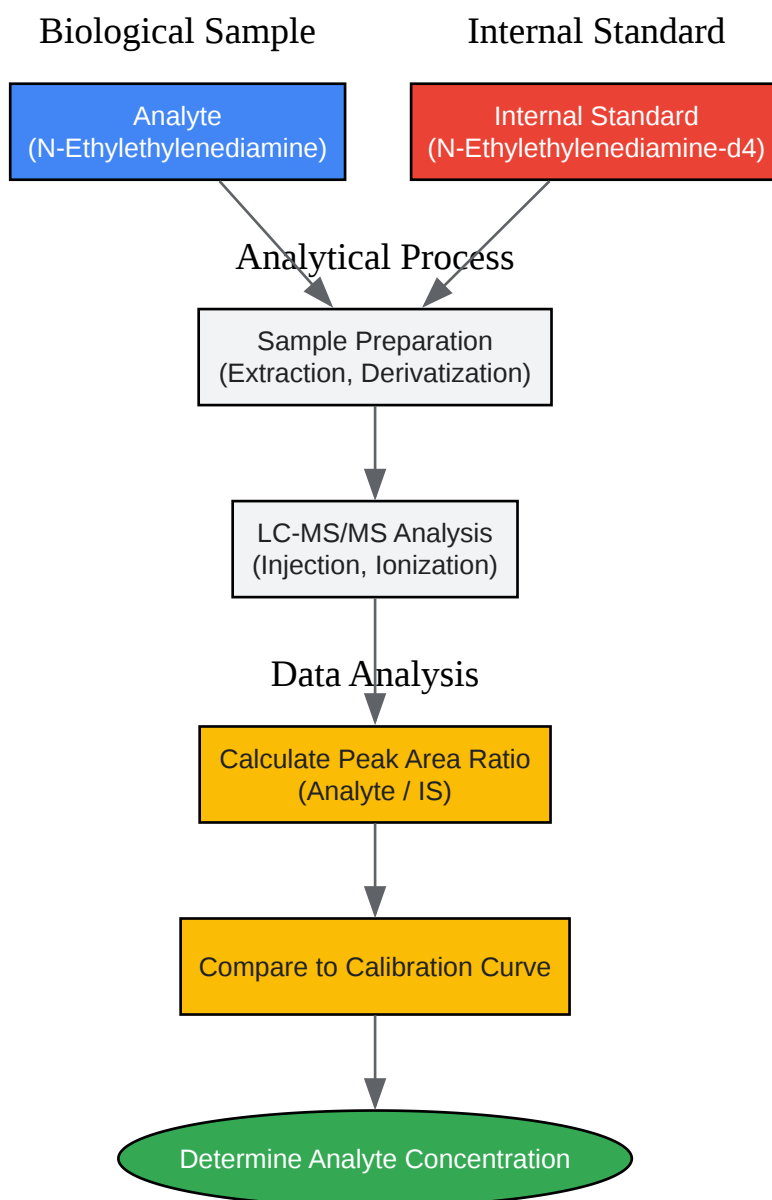 Biological Sample
Internal Standard
Analyte
(N-Ethylethylenediamine)
Internal Standard
(N-Ethylethylenediamine-d4)
Analytical Process
Sample Preparation
(Extraction, Derivatization)
LC-MS/MS Analysis
(Injection, Ionization)
Data Analysis
Calculate Peak Area Ratio
(Analyte / IS)
Compare to Calibration Curve
Determine Analyte Concentration